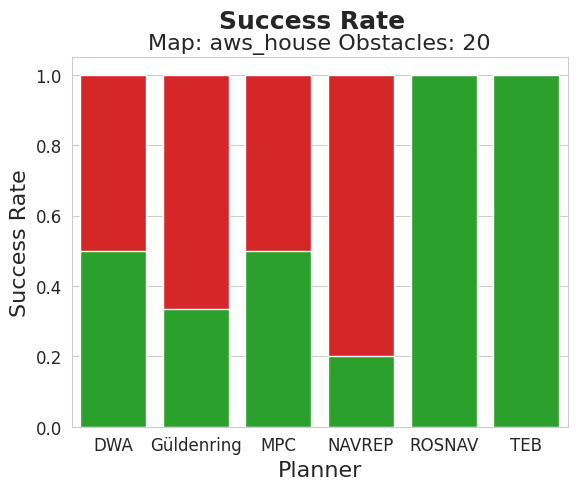 Success Rate
Map: aws_house Obstacles: 20
1.0
0.8
0.6
0.4
0.2
0.0
Success Rate
DWA Güldenring MPC NAVREP ROSNAV TEB
Planner